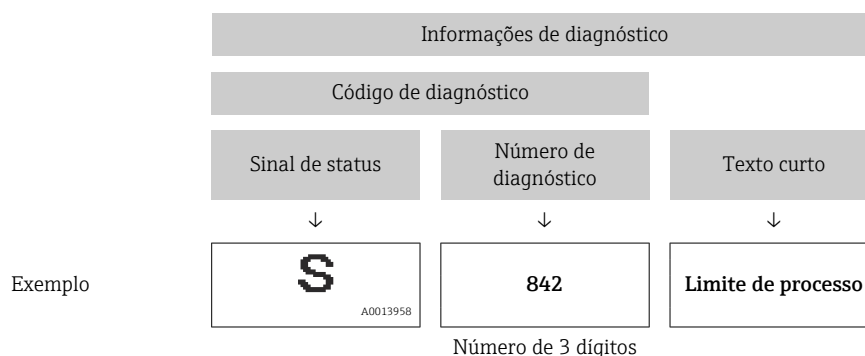 Informações de diagnóstico
Código de diagnóstico
Sinal de status
Número de
diagnóstico
Texto curto
↓ ↓ ↓
Exemplo
S
A0013958
842
Limite de processo
Número de 3 dígitos